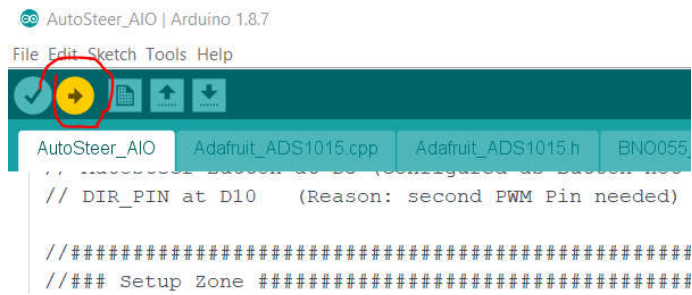 AutoSteer_AIO | Arduino 1.8.7
File Edit Sketch Tools Help
AutoSteer_AIO Adafruit_ADS1015.cpp Adafruit_ADS1015.h BNO055_
// DIR_PIN at D10 (Reason: second PWM Pin needed)
//##################################################
//### Setup Zone ###################################